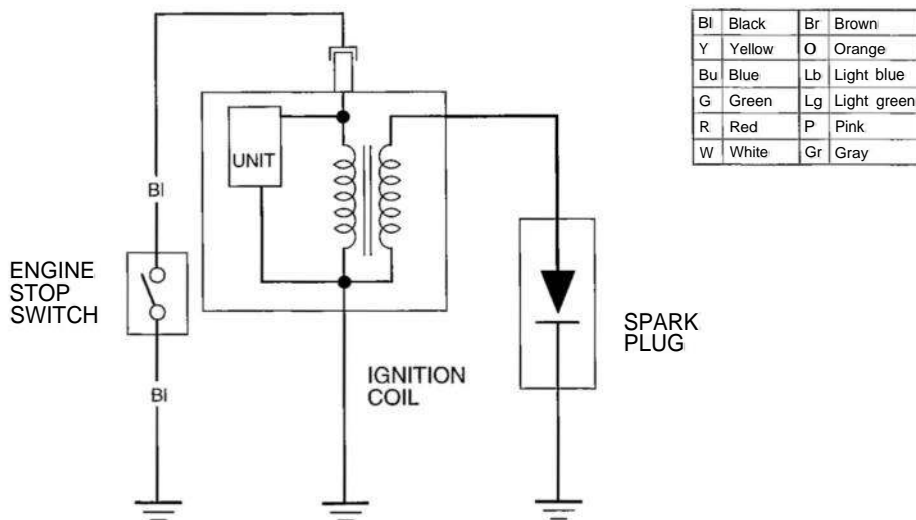 Bl Black Br Brown
Y Yellow O Orange
Bu Blue Lb Light blue
G Green Lg Light green
R Red P Pink
W White Gr Gray
UNIT
Bl
ENGINE
STOP
SWITCH
Bl
IGNITION
COIL
SPARK
PLUG